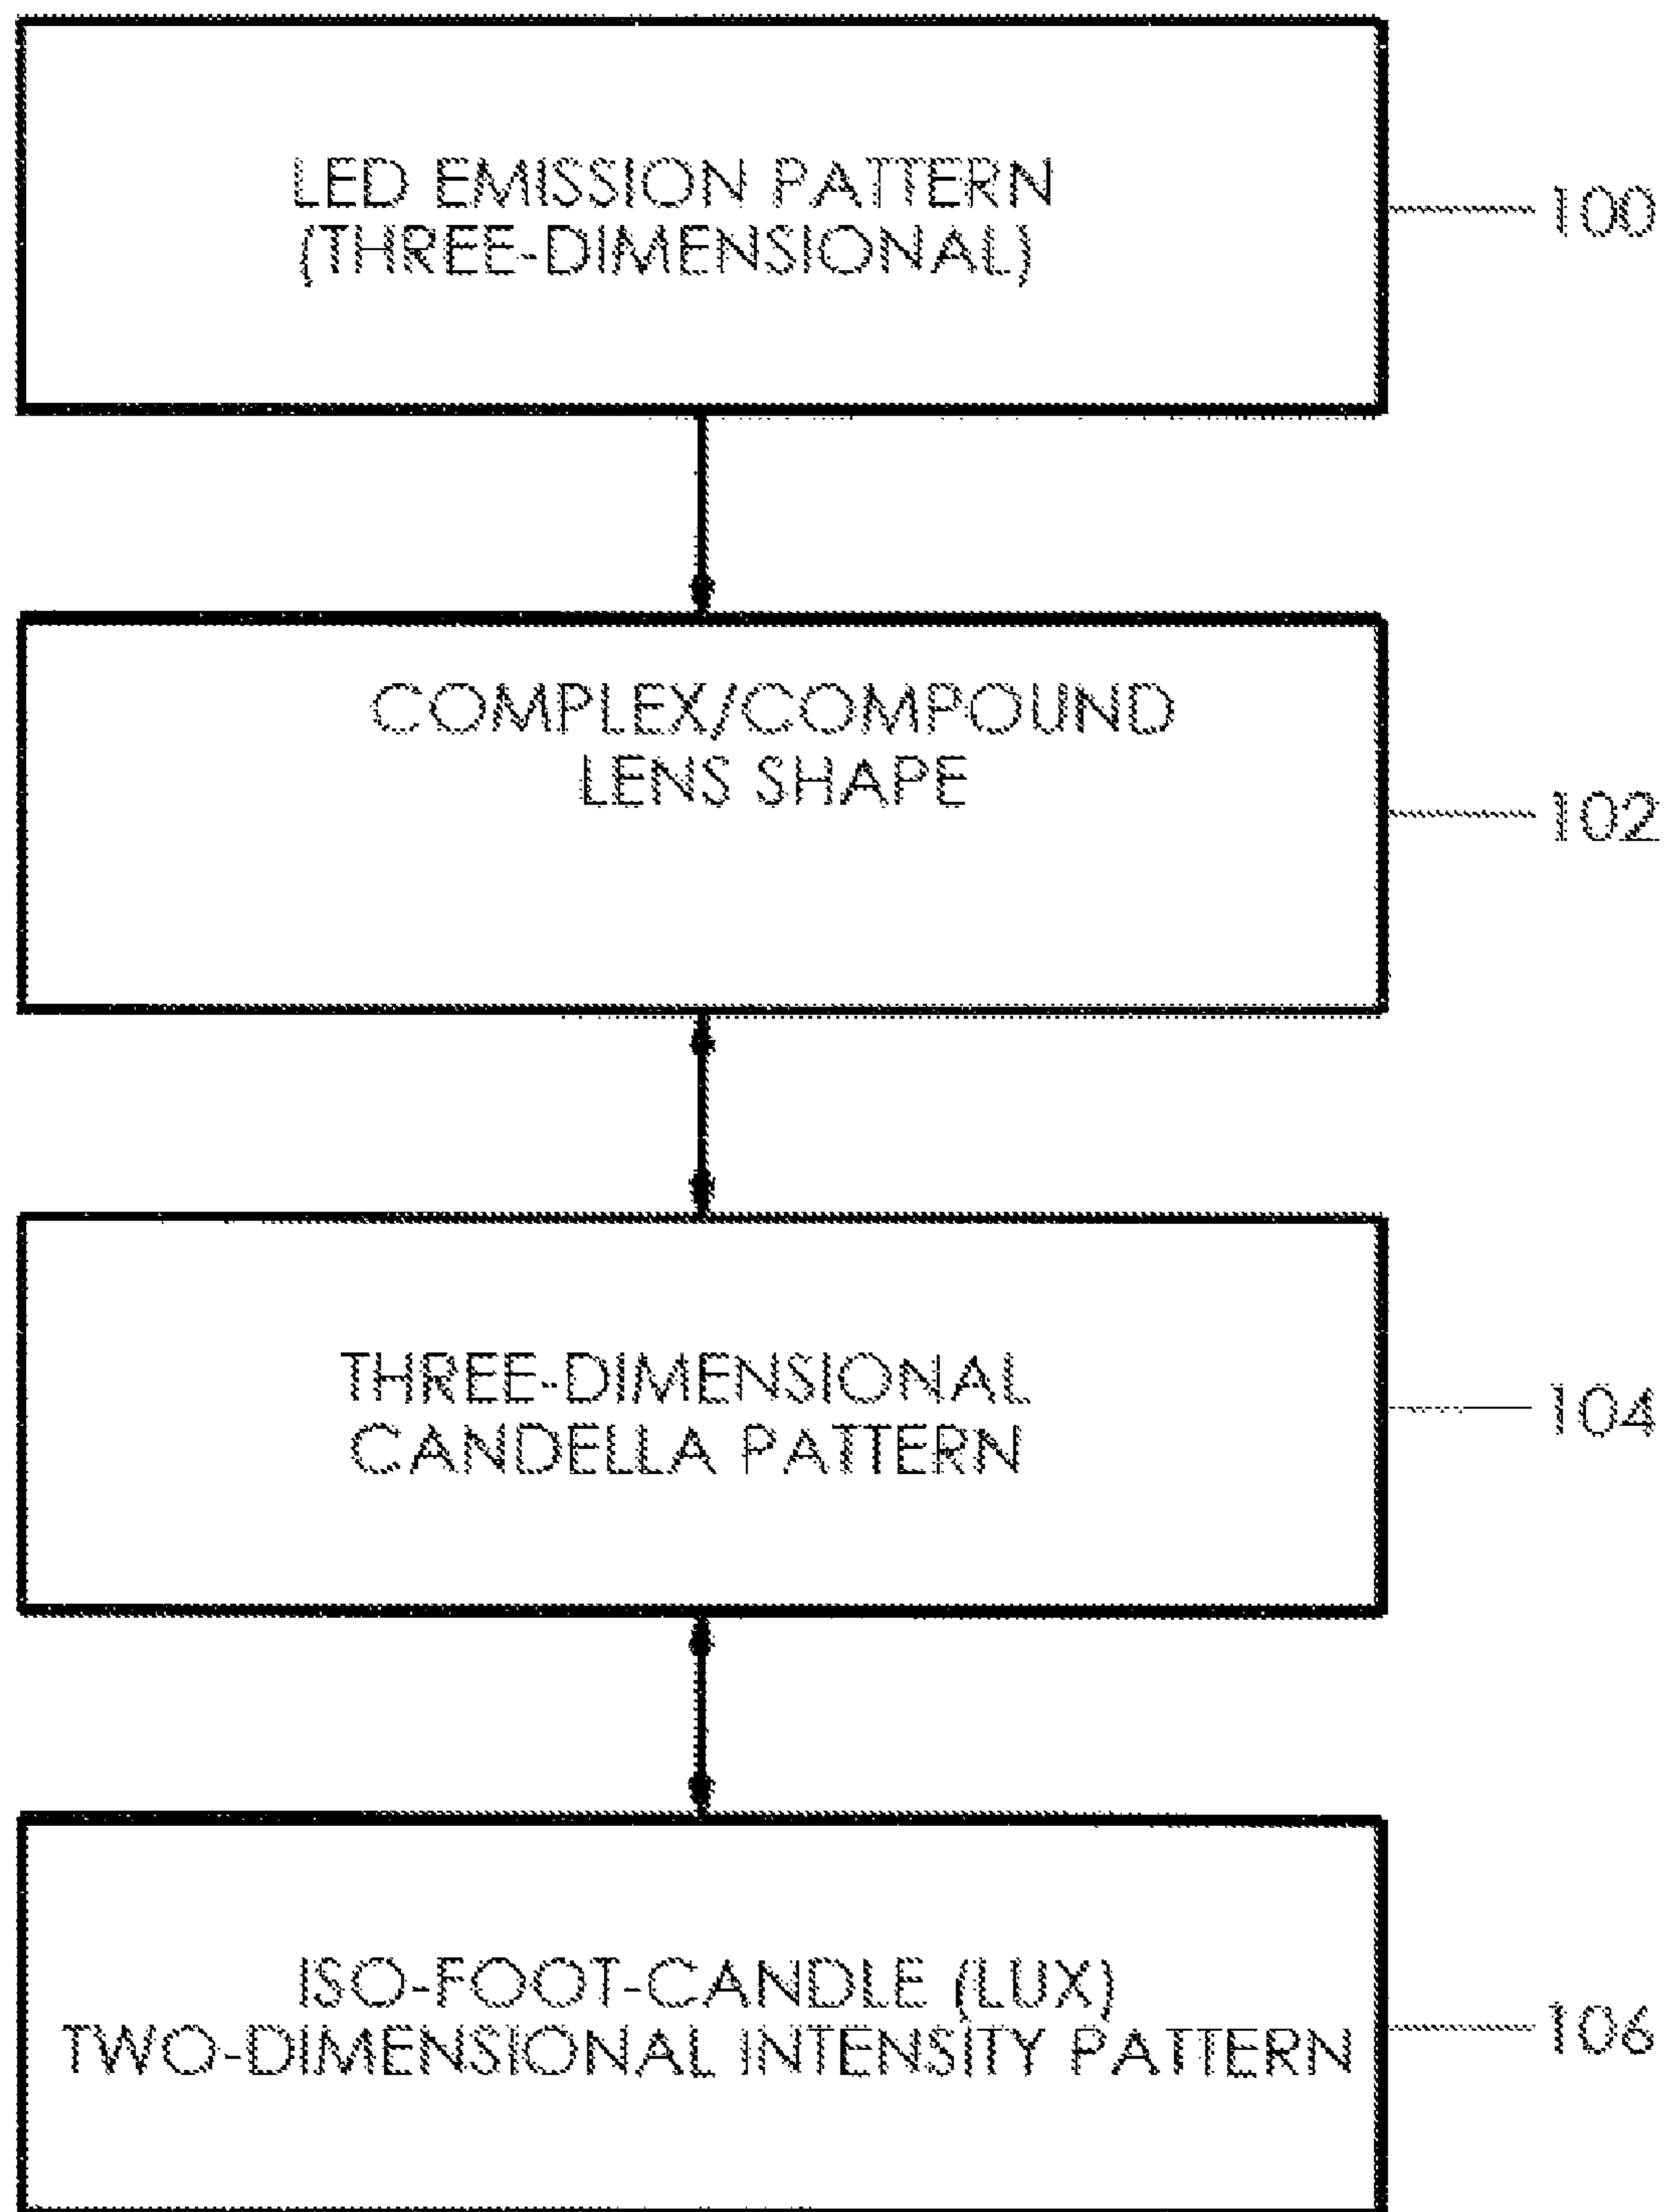 LED EMISSION PATTERN
(THREE-DIMENSIONAL)
100
COMPLEX/COMPOUND
LENS SHAPE
102
THREE-DIMENSIONAL
CANDELLA PATTERN
104
ISO-FOOT-CANDLE (LUX)
TWO-DIMENSIONAL INTENSITY PATTERN
106